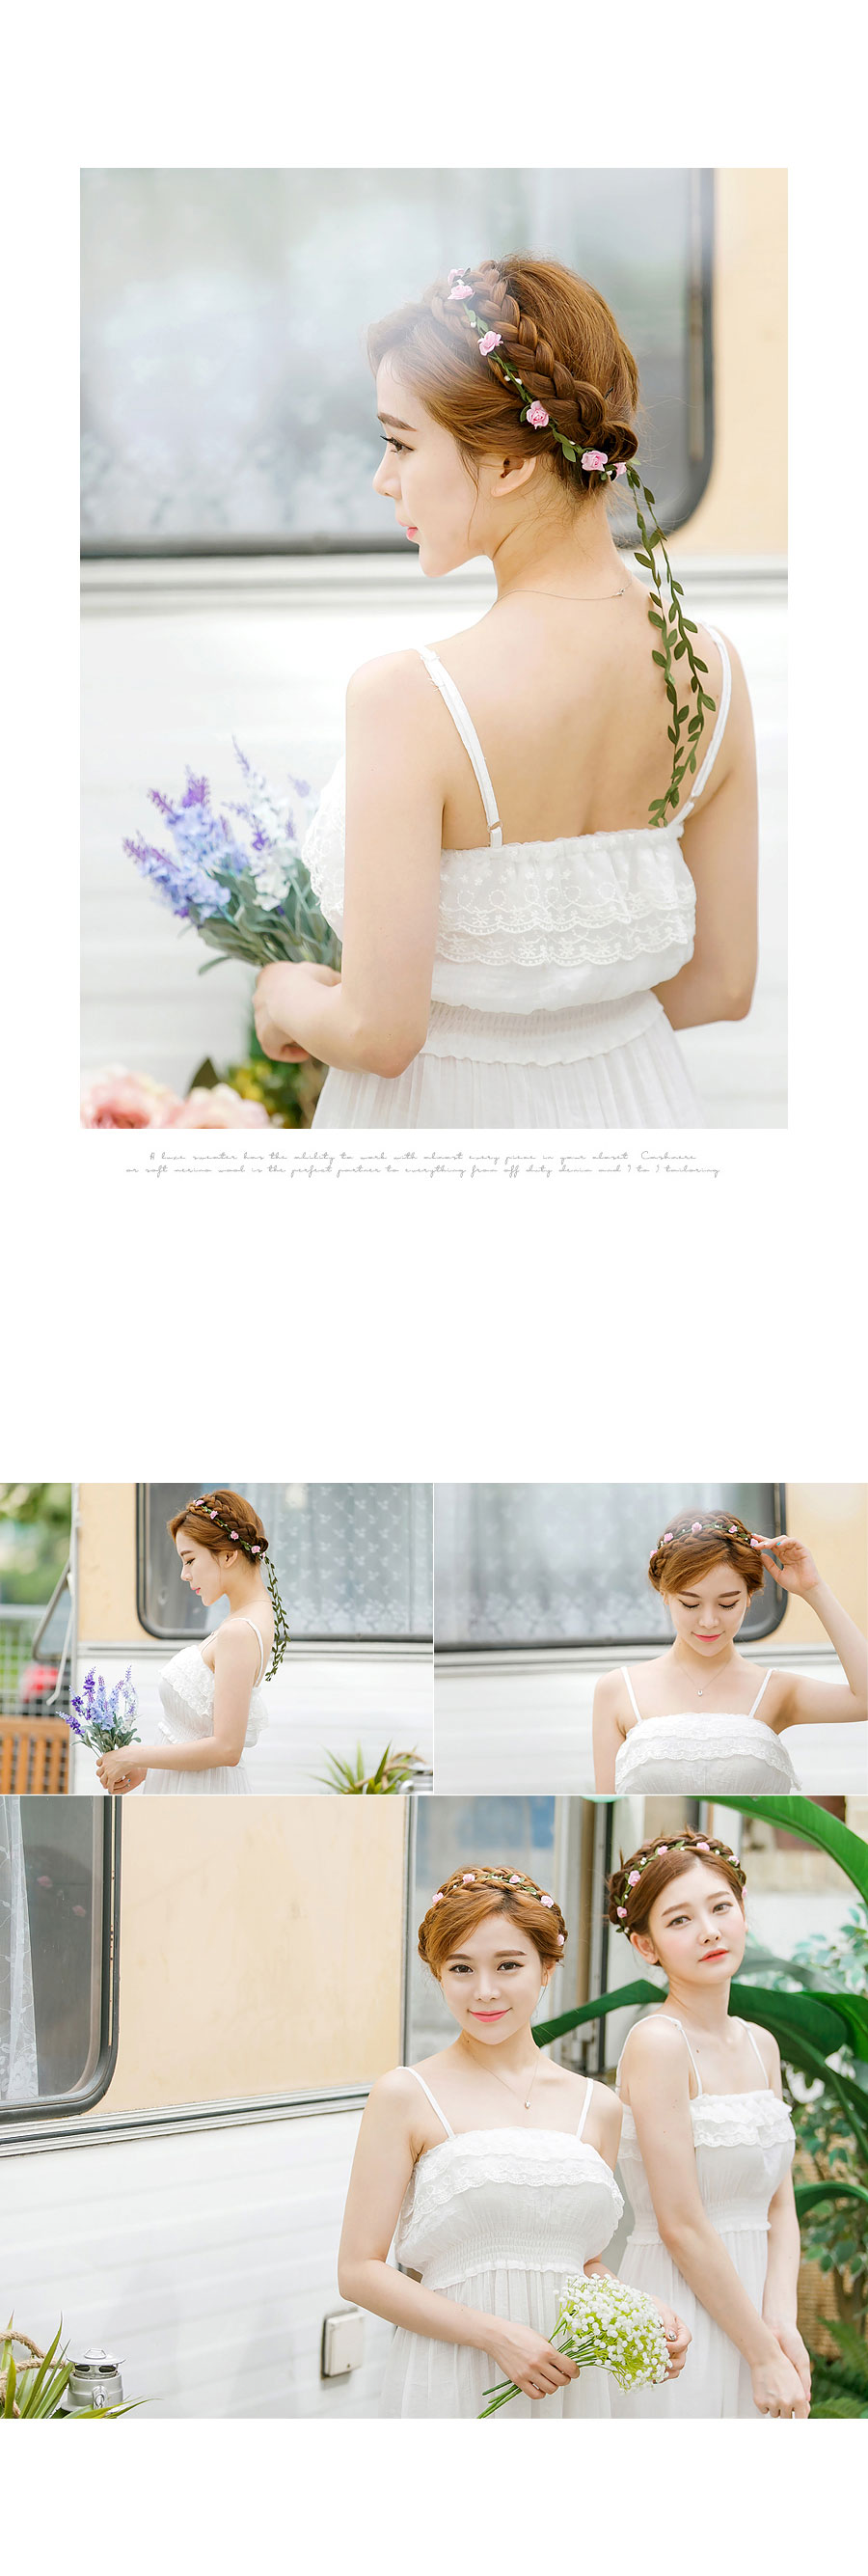 A luxe sweater has the ability to work with almost every piece in your closet. Cashmere
or soft merino wool is the perfect partner to everything from off duty denim and 9 to 5 tailoring